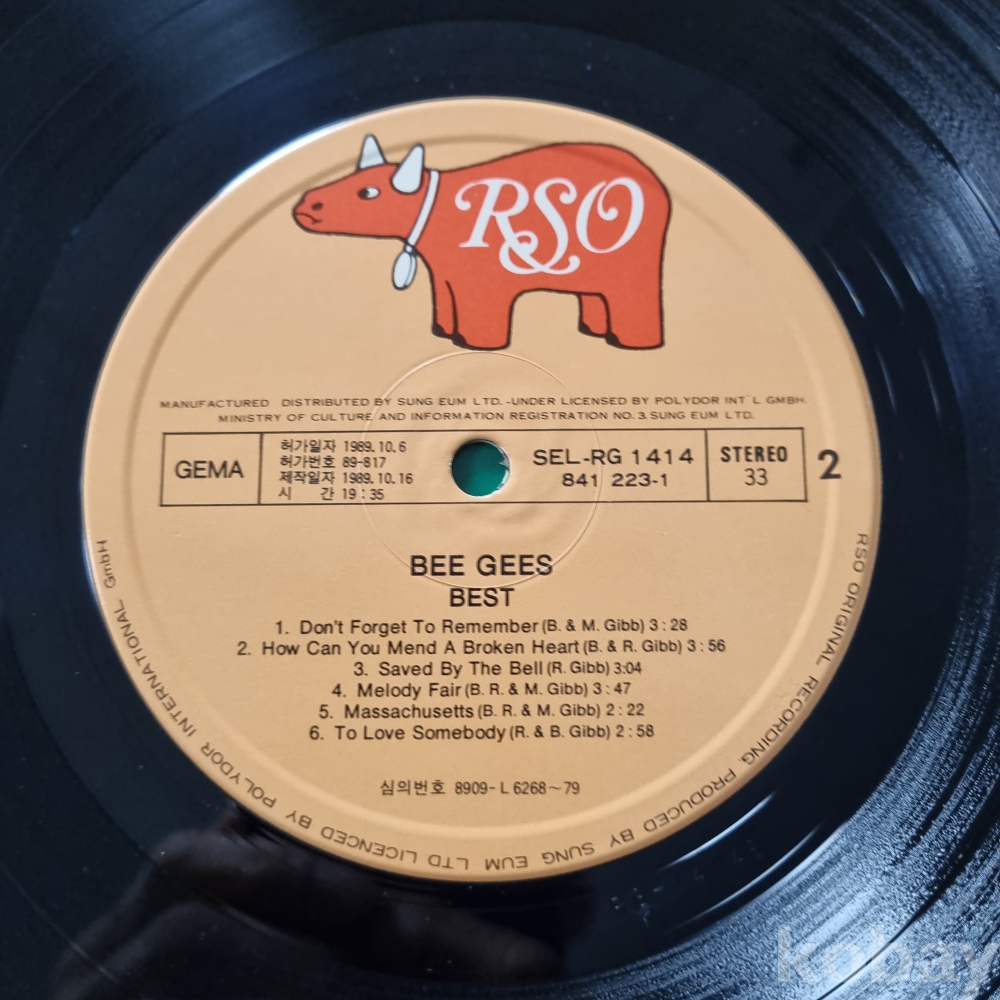 RSO
MANUFACTURED DISTRIBUTED BY SUNG EUM LTD.-UNDER LICENSED BY POLYDOR INT'L GMBH.
MINISTRY OF CULTURE AND INFORMATION REGISTRATION NO. 3. SUNG EUM LTD.
GEMA
허가일자 1989.10.6
허가번호 89-817
제작일자 1989.10.16
시 간 19:35
SEL-RG 1414
841 223-1
STEREO
33
2
BEE GEES
BEST
1. Don't Forget To Remember (B. & M. Gibb) 3:28
2. How Can You Mend A Broken Heart (B. & R. Gibb) 3:56
3. Saved By The Bell (R. Gibb) 3:04
4. Melody Fair (B. R. & M. Gibb) 3:47
5. Massachusetts (B. R. & M. Gibb) 2:22
6. To Love Somebody (R. & B. Gibb) 2:58
심의번호 8909-L6268~79
RSO ORIGINAL RECORDING. PRODUCED BY SUNG EUM LTD LICENCED BY POLYDOR INTERNATIONAL GmbH
kobay